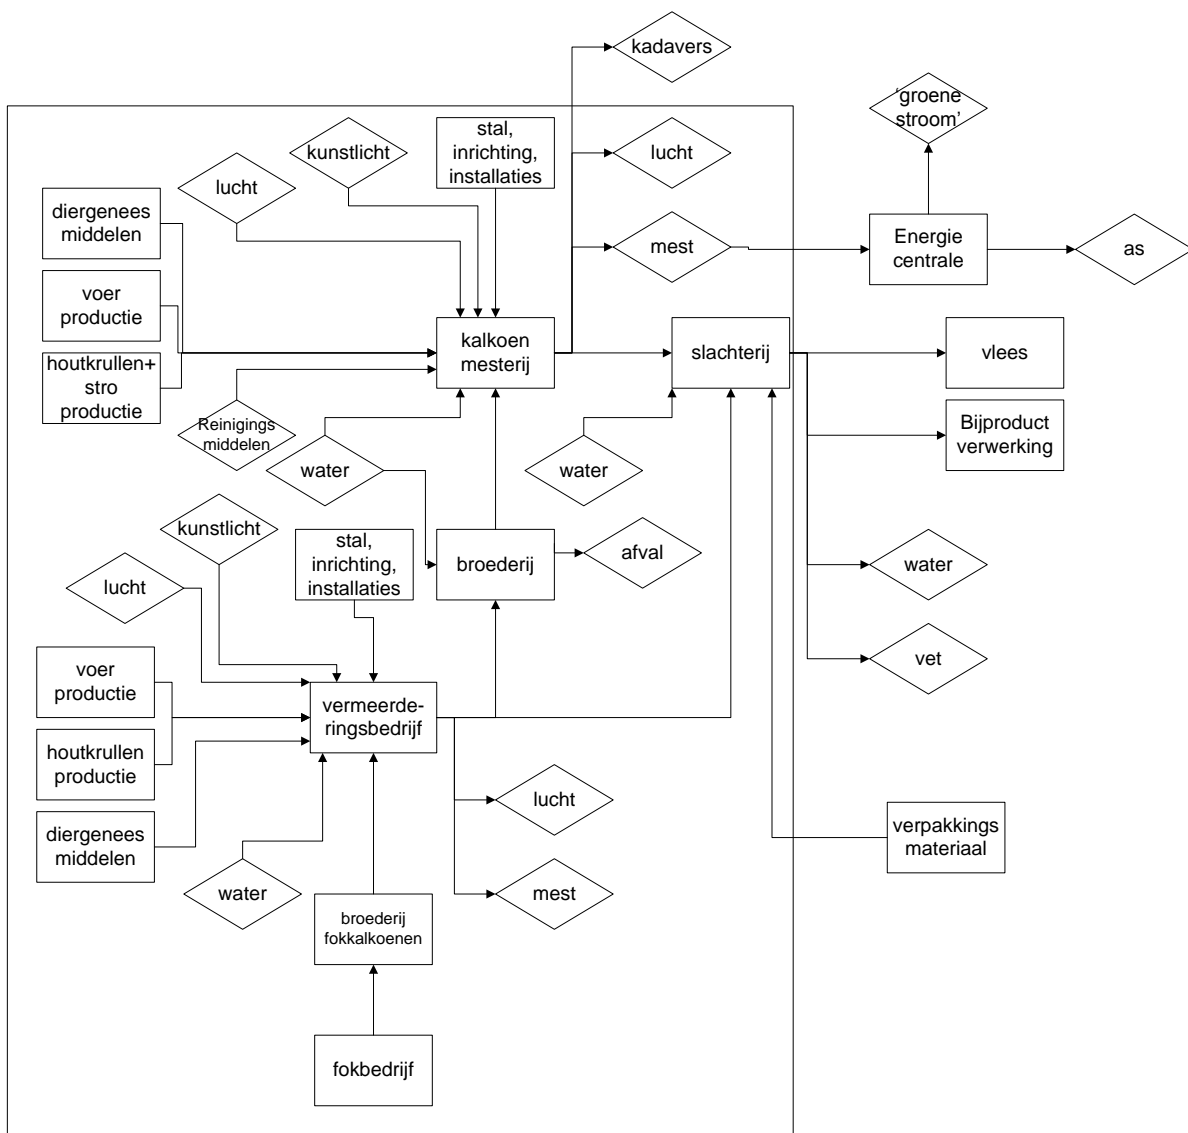 kadavers
'groene
stroom'
kunstlicht
stal,
inrichting,
installaties
lucht
lucht
diergenees
middelen
mest
Energie
centrale
as
voer
productie
kalkoen
mesterij
slachterij
vlees
houtkrullen+
stro
productie
Reinigings
middelen
water
water
Bijproduct
verwerking
kunstlicht
stal,
inrichting,
installaties
broederij
afval
water
lucht
voer
productie
vermeerde-
ringsbedrijf
vet
houtkrullen
productie
lucht
diergenees
middelen
verpakkings
materiaal
water
mest
broederij
fokkalkoenen
fokbedrijf